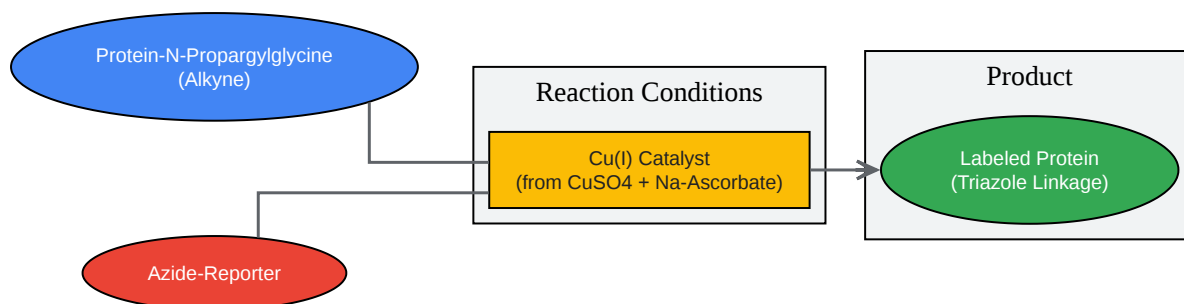 Protein-N-Propargylglycine
(Alkyne)
Azide-Reporter
Reaction Conditions
Cu(I) Catalyst
(from CuSO4 + Na-Ascorbate)
Product
Labeled Protein
(Triazole Linkage)